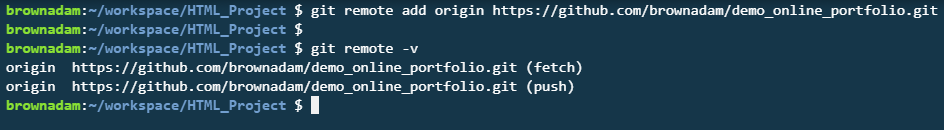 brownadam:~/workspace/HTML_Project $ git remote add origin https://github.com/brownadam/demo_online_portfolio.git
brownadam:~/workspace/HTML_Project $
brownadam:~/workspace/HTML_Project $ git remote -v
origin  https://github.com/brownadam/demo_online_portfolio.git (fetch)
origin  https://github.com/brownadam/demo_online_portfolio.git (push)
brownadam:~/workspace/HTML_Project $